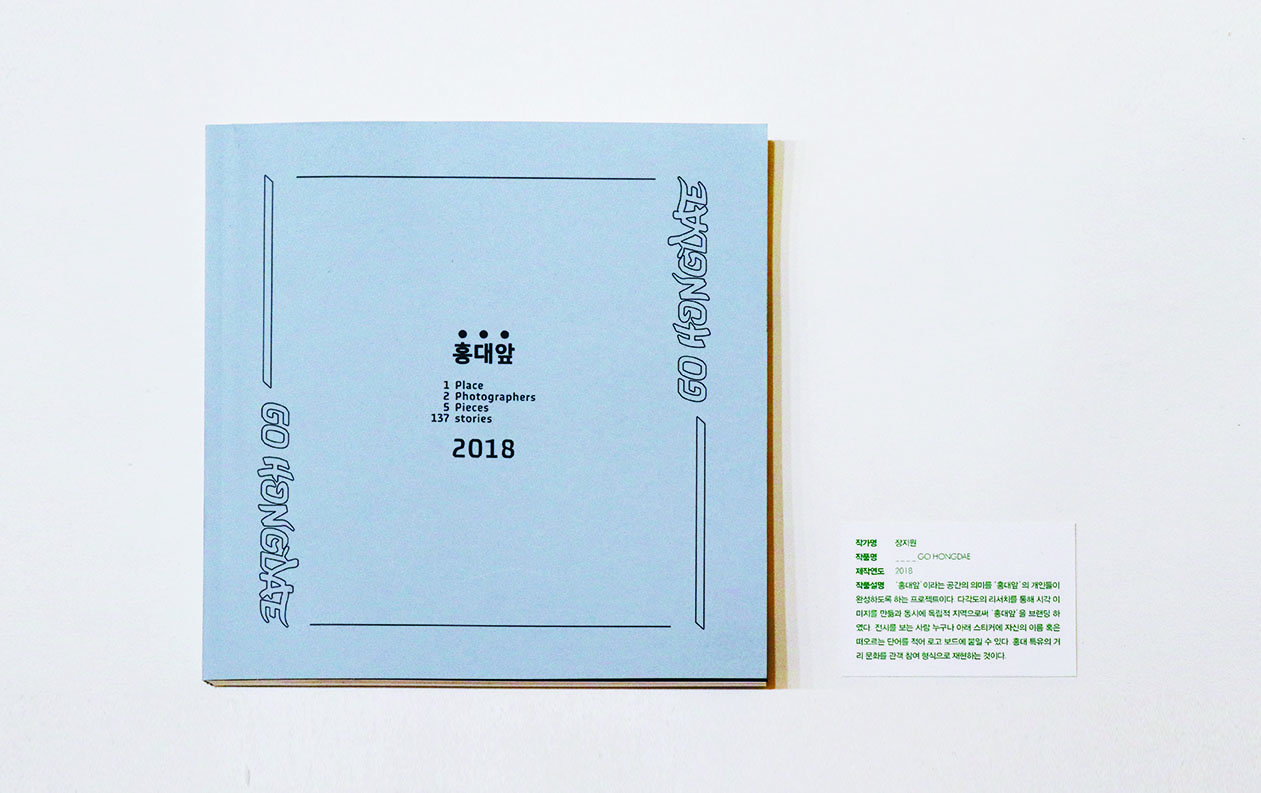 GO HONGDAE
홍대앞
1 Place
2 Photographers
5 Pieces
137 stories
2018
GO HONGDAE
작가명 장지원
작품명 ____GO HONGDAE
제작연도 2018
작품설명 '홍대앞'이라는 공간의 의미를 '홍대앞'의 개인들이
완성하도록 하는 프로젝트이다. 다각도의 리서치를 통해 시각 이
미지를 만듦과 동시에 독립적 지역으로써 '홍대앞'을 브랜딩 하
였다. 전시를 보는 사람 누구나 아래 스티커에 자신의 이름 혹은
떠오르는 단어를 적어 로고 보드에 붙일 수 있다. 홍대 특유의 거
리 문화를 관객 참여 형식으로 재현하는 것이다.